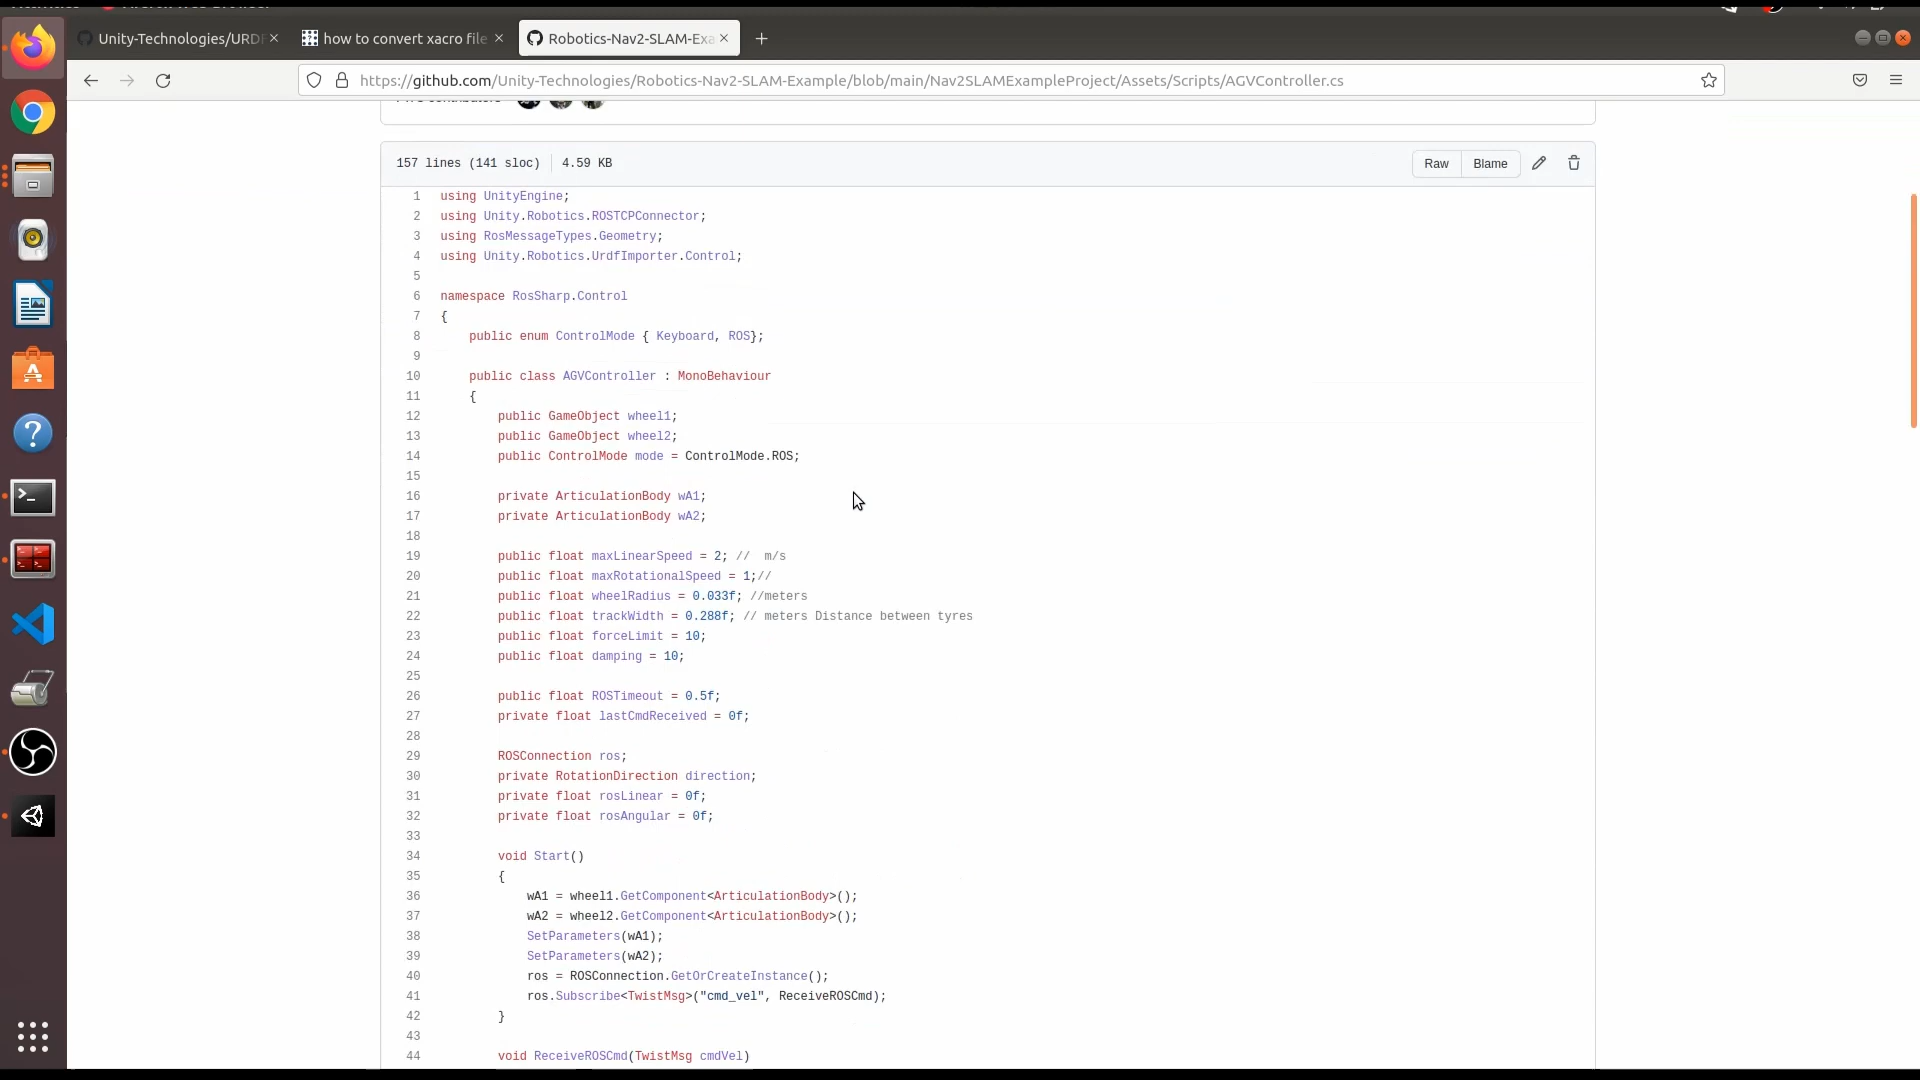 Unity-Technologies/URDF
how to convert xacro file
Robotics-Nav2-SLAM-Exa
https://github.com/Unity-Technologies/Robotics-Nav2-SLAM-Example/blob/main/Nav2SLAMExampleProject/Assets/Scripts/AGVController.cs
157 lines (141 sloc) 4.59 KB Raw Blame
1 using UnityEngine;
2 using Unity.Robotics.ROSTCPConnector;
3 using RosMessageTypes.Geometry;
4 using Unity.Robotics.UrdfImporter.Control;
5
6 namespace RosSharp.Control
7 {
8 public enum ControlMode { Keyboard, ROS};
9
10 public class AGVController : MonoBehaviour
11 {
12 public GameObject wheel1;
13 public GameObject wheel2;
14 public ControlMode mode = ControlMode.ROS;
15
16 private ArticulationBody wA1;
17 private ArticulationBody wA2;
18
19 public float maxLinearSpeed = 2; //  m/s
20 public float maxRotationalSpeed = 1;//
21 public float wheelRadius = 0.033f; //meters
22 public float trackWidth = 0.288f; // meters Distance between tyres
23 public float forceLimit = 10;
24 public float damping = 10;
25
26 public float ROSTimeout = 0.5f;
27 private float lastCmdReceived = 0f;
28
29 ROSConnection ros;
30 private RotationDirection direction;
31 private float rosLinear = 0f;
32 private float rosAngular = 0f;
33
34 void Start()
35 {
36 wA1 = wheel1.GetComponent<ArticulationBody>();
37 wA2 = wheel2.GetComponent<ArticulationBody>();
38 SetParameters(wA1);
39 SetParameters(wA2);
40 ros = ROSConnection.GetOrCreateInstance();
41 ros.Subscribe<TwistMsg>("cmd_vel", ReceiveROSCmd);
42 }
43
44 void ReceiveROSCmd(TwistMsg cmdVel)